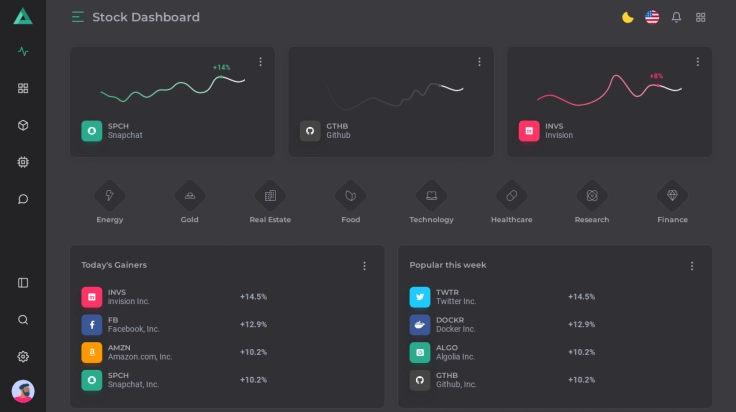 Stock Dashboard
+14%
SPCH
Snapchat
GTHB
Github
+8%
INVS
Invision
Energy
Gold
Real Estate
Food
Technology
Healthcare
Research
Finance
Today's Gainers
INVS
invision Inc.
+14.5%
FB
Facebook, Inc.
+12.9%
AMZN
Amazon.com, Inc.
+10.2%
SPCH
Snapchat, Inc.
+10.2%
Popular this week
TWTR
Twitter Inc.
+14.5%
DOCKR
Docker Inc.
+12.9%
ALGO
Algolia Inc.
+10.2%
GTHB
Github, Inc.
+10.2%